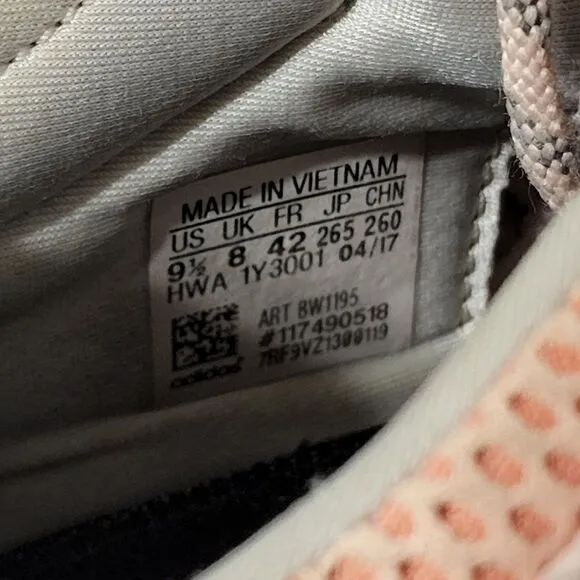 MADE IN VIETNAM
US UK FR JP CHN
9½ 8 42 265 260
HWA 1Y3001 04/17
ART BW1195
#117490518
7RF9VZ1300119
adidas